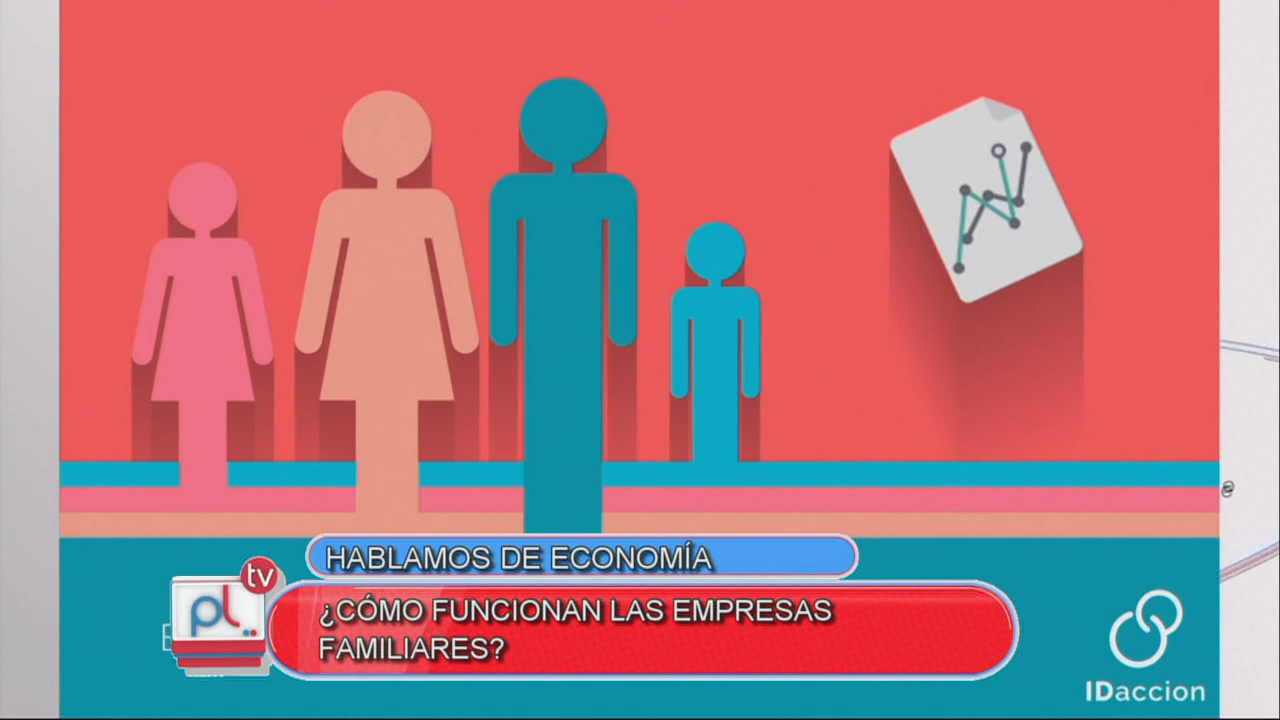 HABLAMOS DE ECONOMÍA
tv
pl..
¿CÓMO FUNCIONAN LAS EMPRESAS
FAMILIARES?
IDaccion